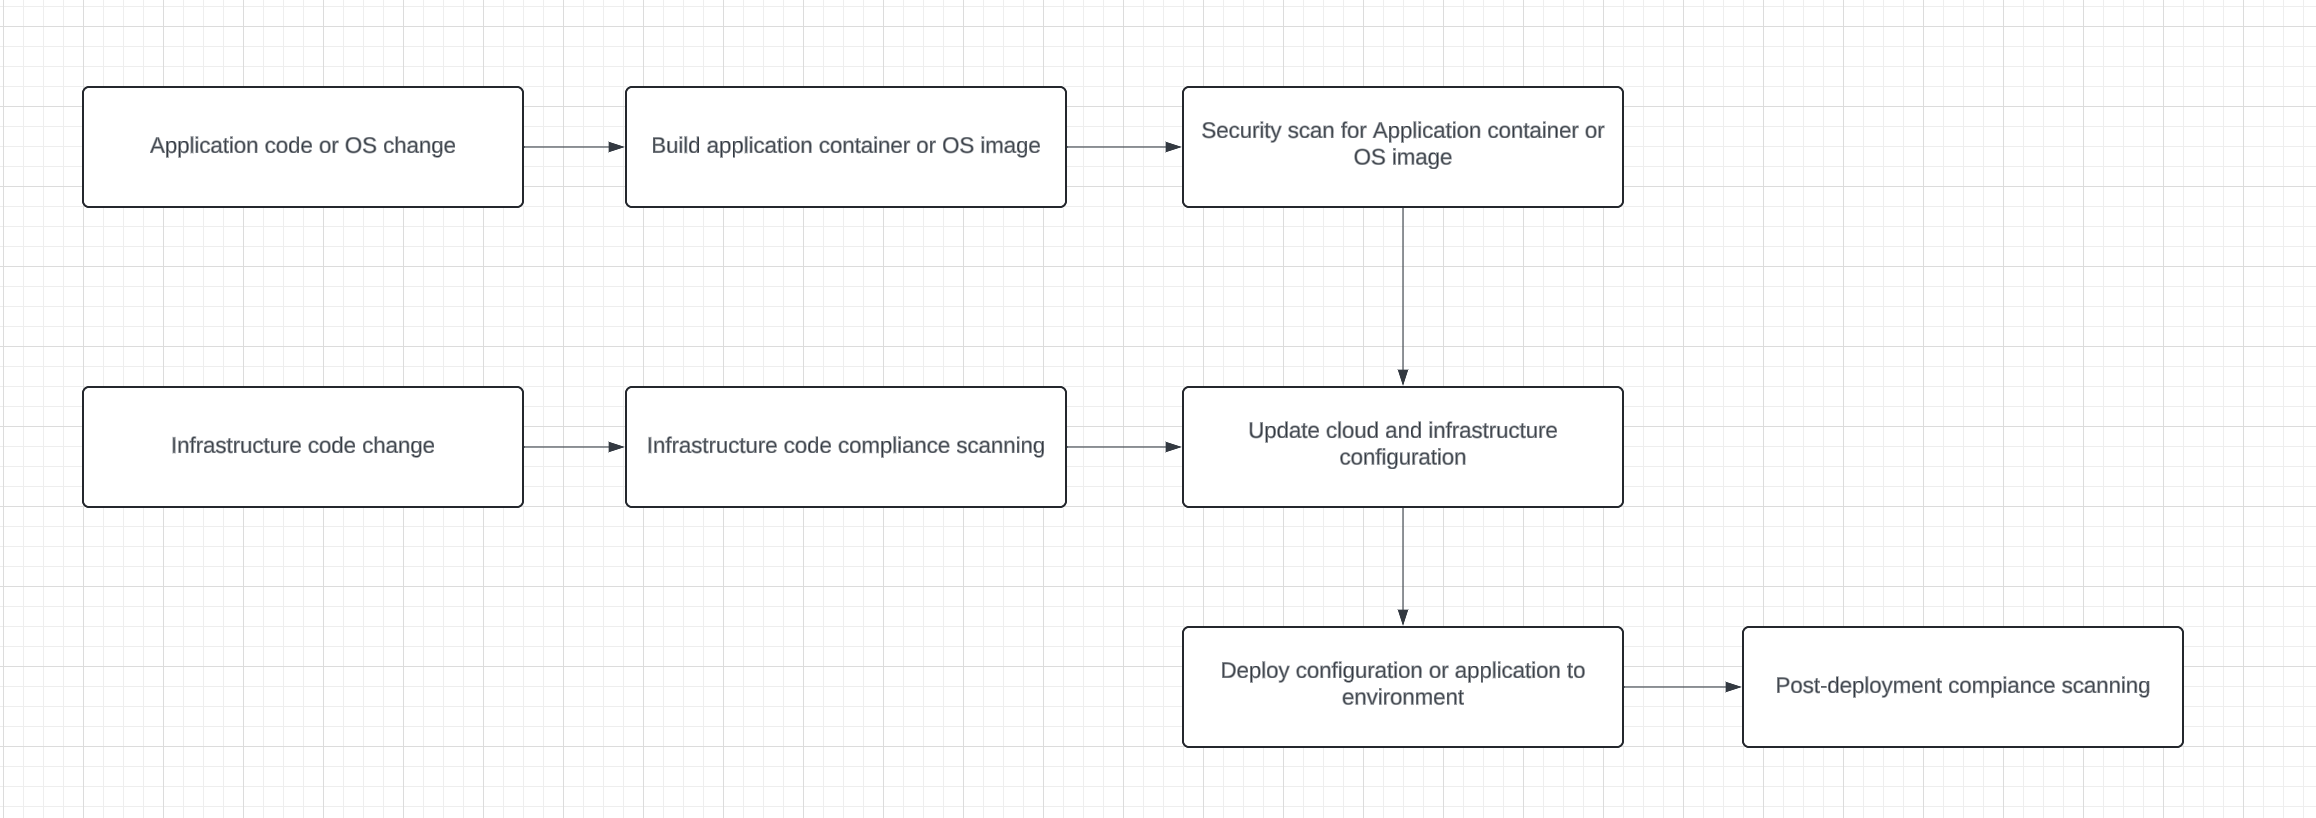 Application code or OS change
Build application container or OS image
Security scan for Application container or
OS image
Infrastructure code change
Infrastructure code compliance scanning
Update cloud and infrastructure
configuration
Deploy configuration or application to
environment
Post-deployment compiance scanning